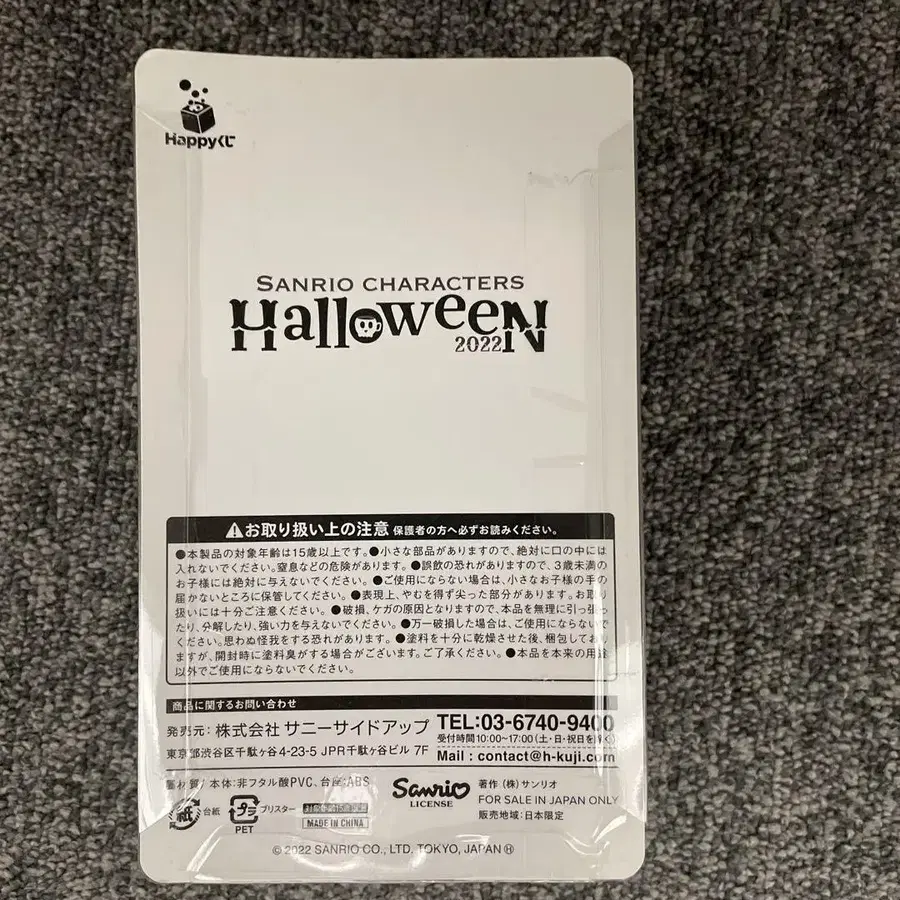 Happyくじ
SANRIO CHARACTERS
Halloween
2022
お取り扱い上の注意 保護者の方へ必ずお読みください。
●本製品の対象年齢は15歳以上です。●小さな部品がありますので、絶対に口の中には
入れないでください。窒息などの危険があります。●誤飲の恐れがありますので、3歳未満の
お子様には絶対に与えないでください。●ご使用にならない場合は、小さなお子様の手の
届かないところに保管してください。●表現上、やむを得ず尖った部分があります。お取り
扱いには十分ご注意ください。●破損、ケガの原因となりますので、本品を無理に引っ張っ
たり、分解したり、強い力を与えないでください。●万一破損した場合は、ご使用にならないで
ください。思わぬ怪我をする恐れがあります。●塗料を十分に乾燥させた後、梱包しており
ますが、開封時に塗料臭がする場合がございます。ご了承ください。●本品を本来の用途
以外でご使用にならないでください。
商品に関するお問い合わせ
発売元:株式会社 サニーサイドアップ TEL:03-6740-9400
受付時間10:00~17:00(土・日・祝日を除く)
東京都渋谷区千駄ヶ谷4-23-5 JPR千駄ヶ谷ビル 7F Mail:contact@h-kuji.com
材質/本体:非フタル酸PVC、台座:ABS
Sanrio
LICENSE
著作(株)サンリオ
FOR SALE IN JAPAN ONLY
販売地域:日本限定
紙 台紙
プラ ブリスター
PET
MADE IN CHINA
© 2022 SANRIO CO., LTD. TOKYO, JAPAN Ⓗ